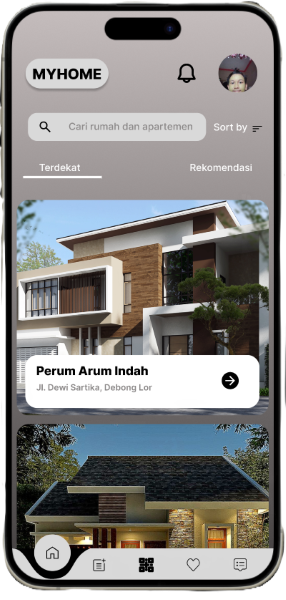 MYHOME
Cari rumah dan apartemen
Sort by
Terdekat
Rekomendasi
Perum Arum Indah
Jl. Dewi Sartika, Debong Lor